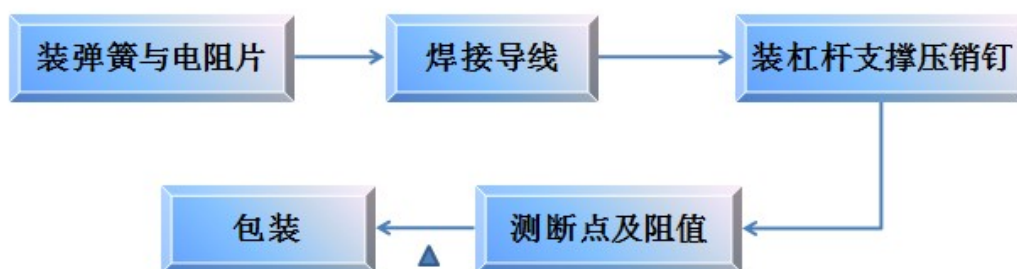 装弹簧与电阻片
焊接导线
装杠杆支撑压销钉
测断点及阻值
包装